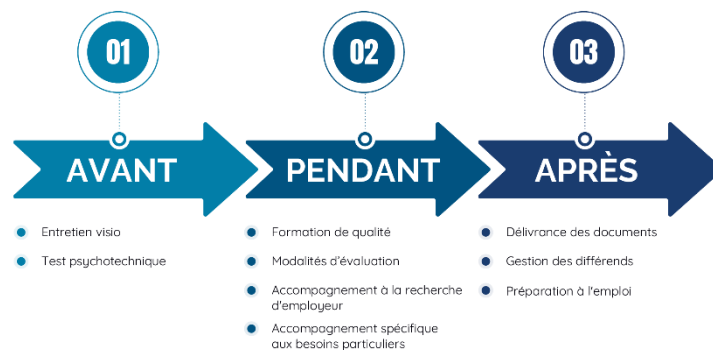 01
02
03
AVANT
PENDANT
APRÈS
Entretien visio
Test psychotechnique
Formation de qualité
Modalités d'évaluation
Accompagnement à la recherche
d'employeur
Accompagnement spécifique
aux besoins particuliers
Délivrance des documents
Gestion des différends
Préparation à l'emploi